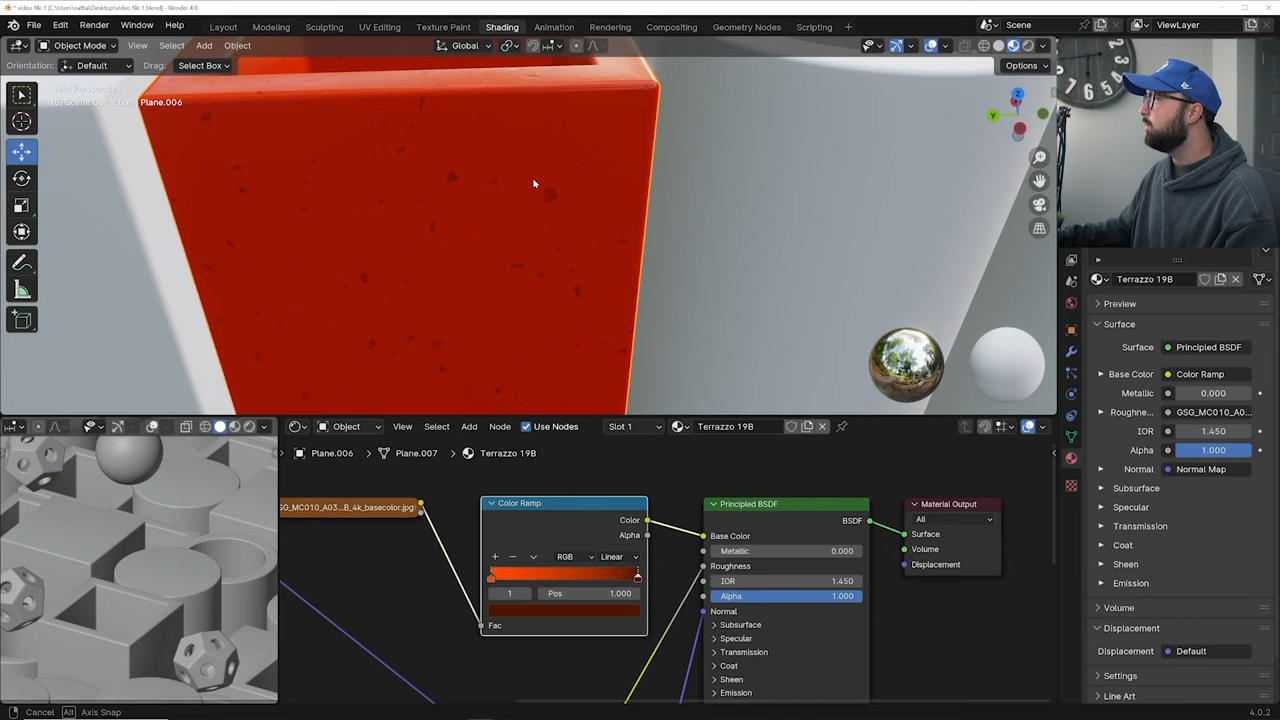 * video file 1 [C:\Users\natha\Desktop\video file 1.blend] - Blender 4.0
File Edit Render Window Help Layout Modeling Sculpting UV Editing Texture Paint Shading Animation Rendering Compositing Geometry Nodes Scripting Scene ViewLayer
Object Mode View Select Add Object Global
Orientation: Default Drag: Select Box Options
User Perspective
(8) Scene Collection | Plane.006
Z
Y
Terrazzo 19B
Preview
Surface
Surface Principled BSDF
Base Color Color Ramp
Metallic 0.000
Roughne... GSG_MC010_A0...
IOR 1.450
Alpha 1.000
Normal Normal Map
Subsurface
Specular
Transmission
Coat
Sheen
Emission
Volume
Displacement
Displacement Default
Settings
Line Art
Object View Select Add Node Use Nodes Slot 1 Terrazzo 19B
Plane.006 > Plane.007 > Terrazzo 19B
SG_MC010_A03...B_4k_basecolor.jpg
Color Ramp
Color
Alpha
RGB Linear
1 Pos 1.000
Fac
Principled BSDF
BSDF
Base Color
Metallic 0.000
Roughness
IOR 1.450
Alpha 1.000
Normal
Subsurface
Specular
Transmission
Coat
Sheen
Emission
Material Output
All
Surface
Volume
Displacement
Cancel Alt Axis Snap 4.0.2